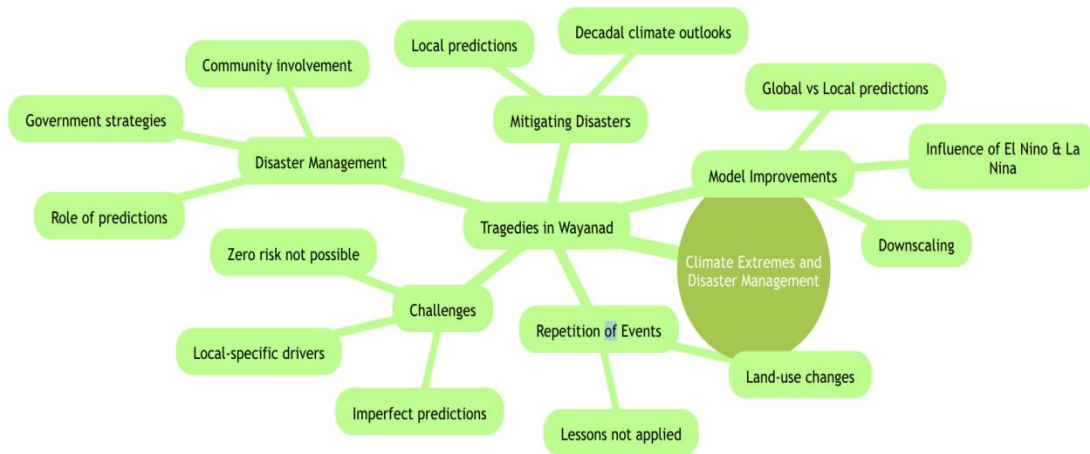 Decadal climate outlooks
Local predictions
Community involvement
Global vs Local predictions
Government strategies
Mitigating Disasters
Influence of El Nino & La
Nina
Disaster Management
Model Improvements
Role of predictions
Tragedies in Wayanad
Downscaling
Zero risk not possible
Climate Extremes and
Disaster Management
Challenges
Repetition of Events
Local-specific drivers
Land-use changes
Imperfect predictions
Lessons not applied